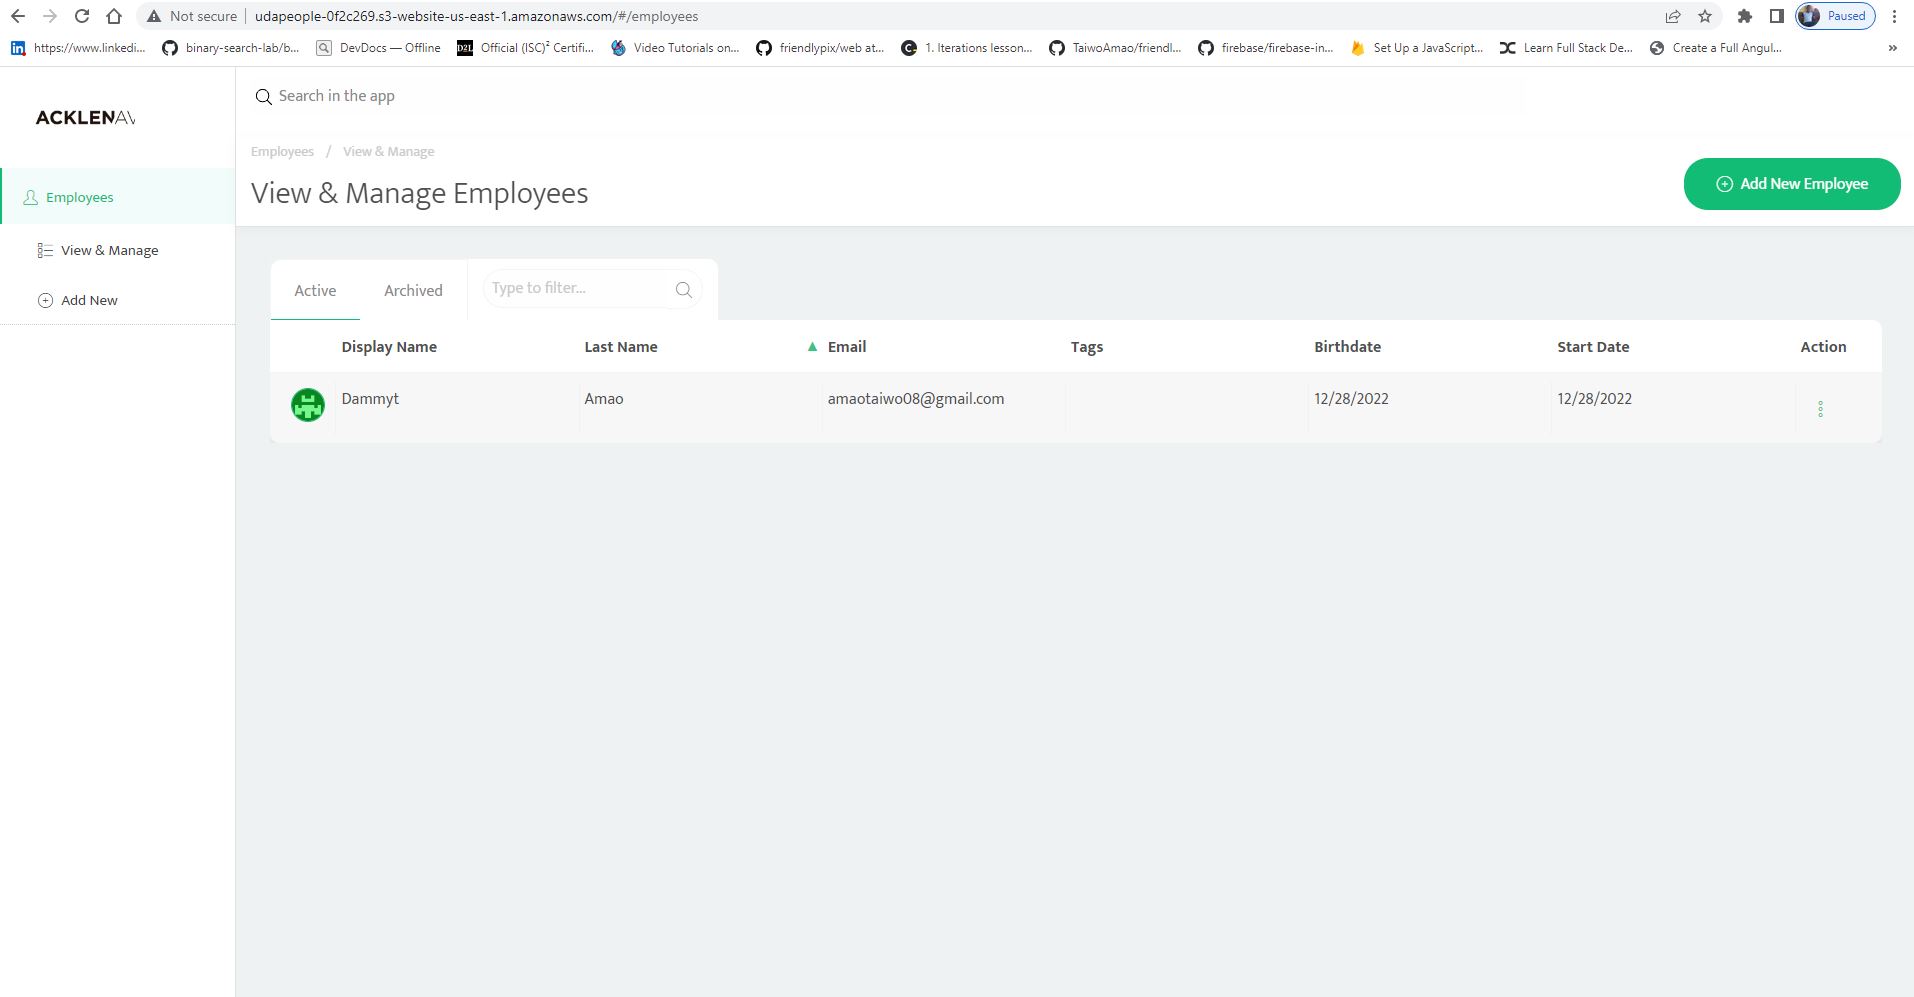 Not secure udapeople-0f2c269.s3-website-us-east-1.amazonaws.com/#/employees Paused
https://www.linkedi... binary-search-lab/b... DevDocs — Offline D2L Official (ISC)² Certifi... Video Tutorials on... friendlypix/web at... C 1. Iterations lesson... TaiwoAmao/friendl... firebase/firebase-in... Set Up a JavaScript... Learn Full Stack De... Create a Full Angul... »
Search in the app
ACKLENAV
Employees / View & Manage
View & Manage Employees
Add New Employee
Employees
View & Manage
Add New
Active Archived Type to filter...
Display Name Last Name ▲ Email Tags Birthdate Start Date Action
Dammyt Amao amaotaiwo08@gmail.com 12/28/2022 12/28/2022